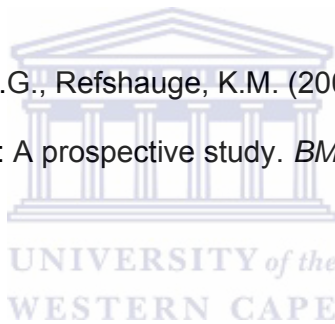 .G., Refshauge, K.M. (200
: A prospective study. BM
UNIVERSITY of the
WESTERN CAPE